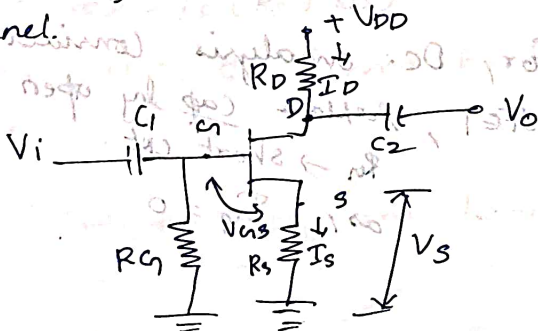 nel.
+ VDD
RD ID
D
C1 G C2 Vo
Vi
S
VGS
RG RS IS VS